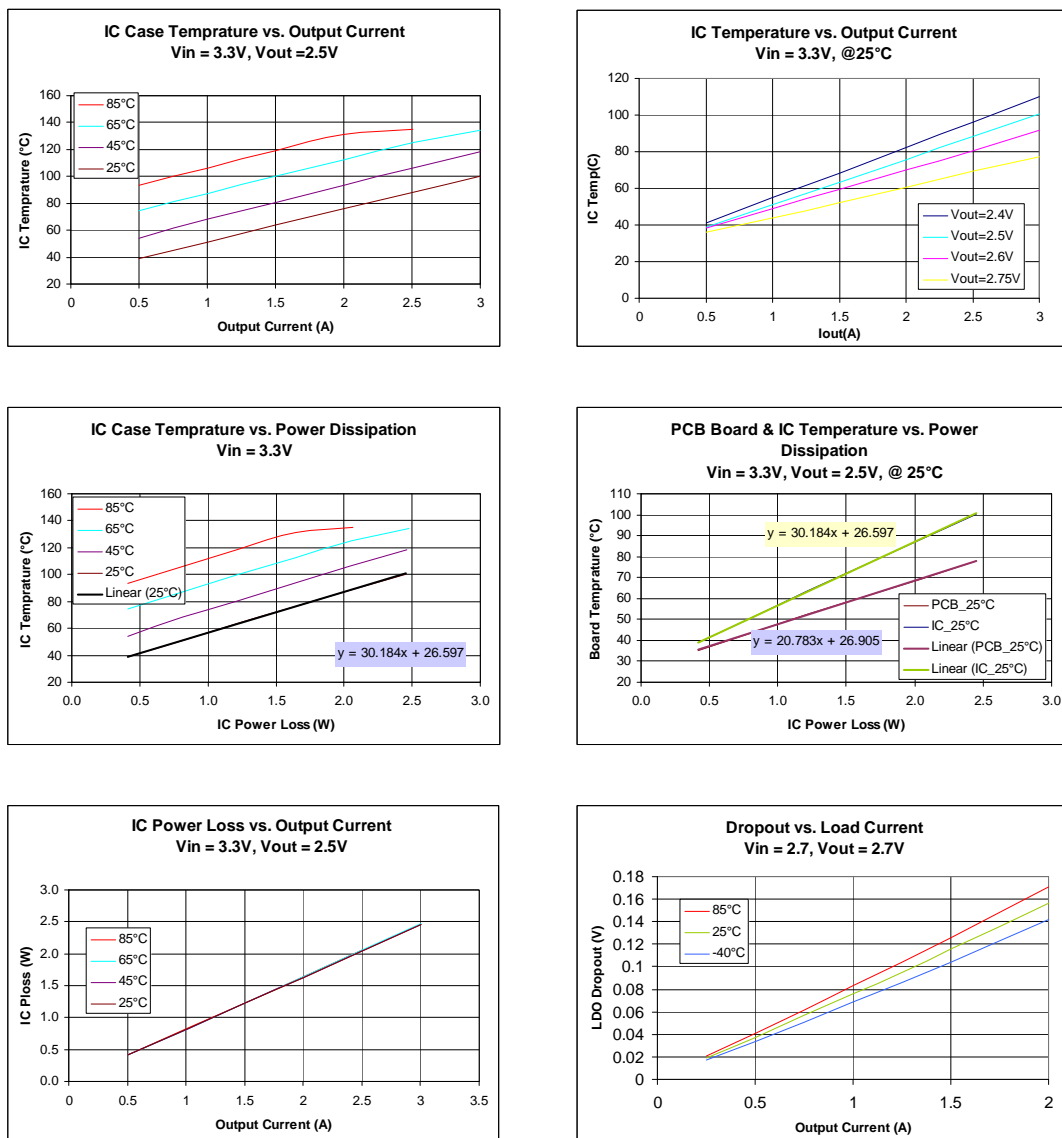 IC Case Temprature vs. Output Current
Vin = 3.3V, Vout =2.5V
IC Temprature (°C)
160
140
120
100
80
60
40
20
85°C
65°C
45°C
25°C
0 0.5 1 1.5 2 2.5 3
Output Current (A)
IC Temperature vs. Output Current
Vin = 3.3V, @25°C
IC Temp(C)
120
100
80
60
40
20
0
Vout=2.4V
Vout=2.5V
Vout=2.6V
Vout=2.75V
0 0.5 1 1.5 2 2.5 3
Iout(A)
IC Case Temprature vs. Power Dissipation
Vin = 3.3V
IC Temprature (°C)
160
140
120
100
80
60
40
20
85°C
65°C
45°C
25°C
Linear (25°C)
y = 30.184x + 26.597
0.0 0.5 1.0 1.5 2.0 2.5 3.0
IC Power Loss (W)
PCB Board & IC Temperature vs. Power
Dissipation
Vin = 3.3V, Vout = 2.5V, @ 25°C
Board Temprature (°C)
110
100
90
80
70
60
50
40
30
20
y = 30.184x + 26.597
y = 20.783x + 26.905
PCB_25°C
IC_25°C
Linear (PCB_25°C)
Linear (IC_25°C)
0.0 0.5 1.0 1.5 2.0 2.5 3.0
IC Power Loss (W)
IC Power Loss vs. Output Current
Vin = 3.3V, Vout = 2.5V
IC Ploss (W)
3.0
2.5
2.0
1.5
1.0
0.5
0.0
85°C
65°C
45°C
25°C
0 0.5 1 1.5 2 2.5 3 3.5
Output Current (A)
Dropout vs. Load Current
Vin = 2.7, Vout = 2.7V
LDO Dropout (V)
0.18
0.16
0.14
0.12
0.1
0.08
0.06
0.04
0.02
0
85°C
25°C
-40°C
0 0.5 1 1.5 2
Output Current (A)